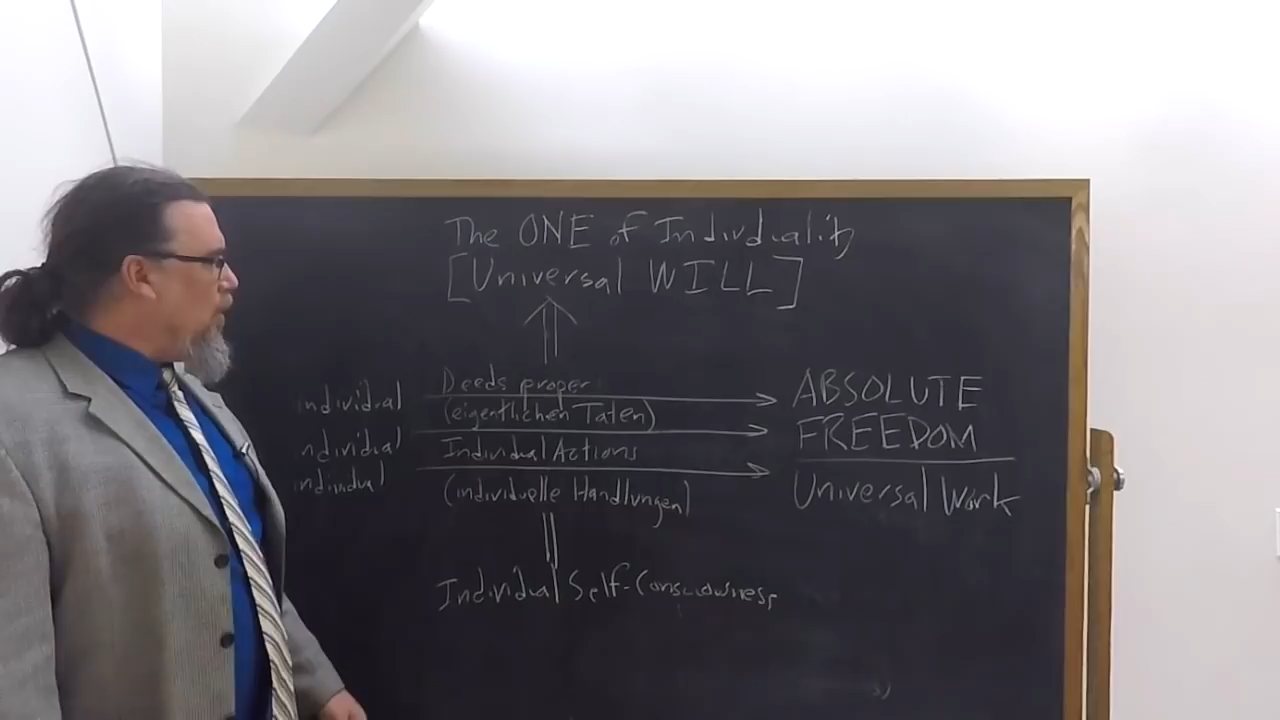 The ONE of Individuality
[Universal WILL]
individual Deeds proper ABSOLUTE
(eigentlichen Taten)
individual Individual Actions FREEDOM
individual (individuelle Handlungen) Universal Work
Individual Self-Consciousness